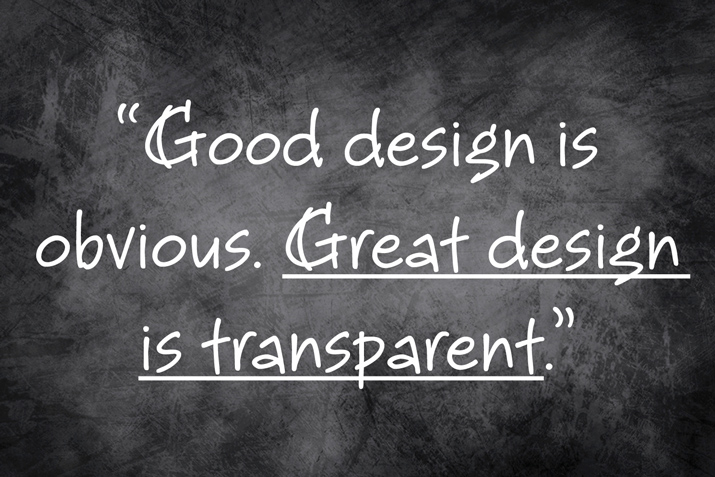 “Good design is
obvious. Great design
is transparent.”